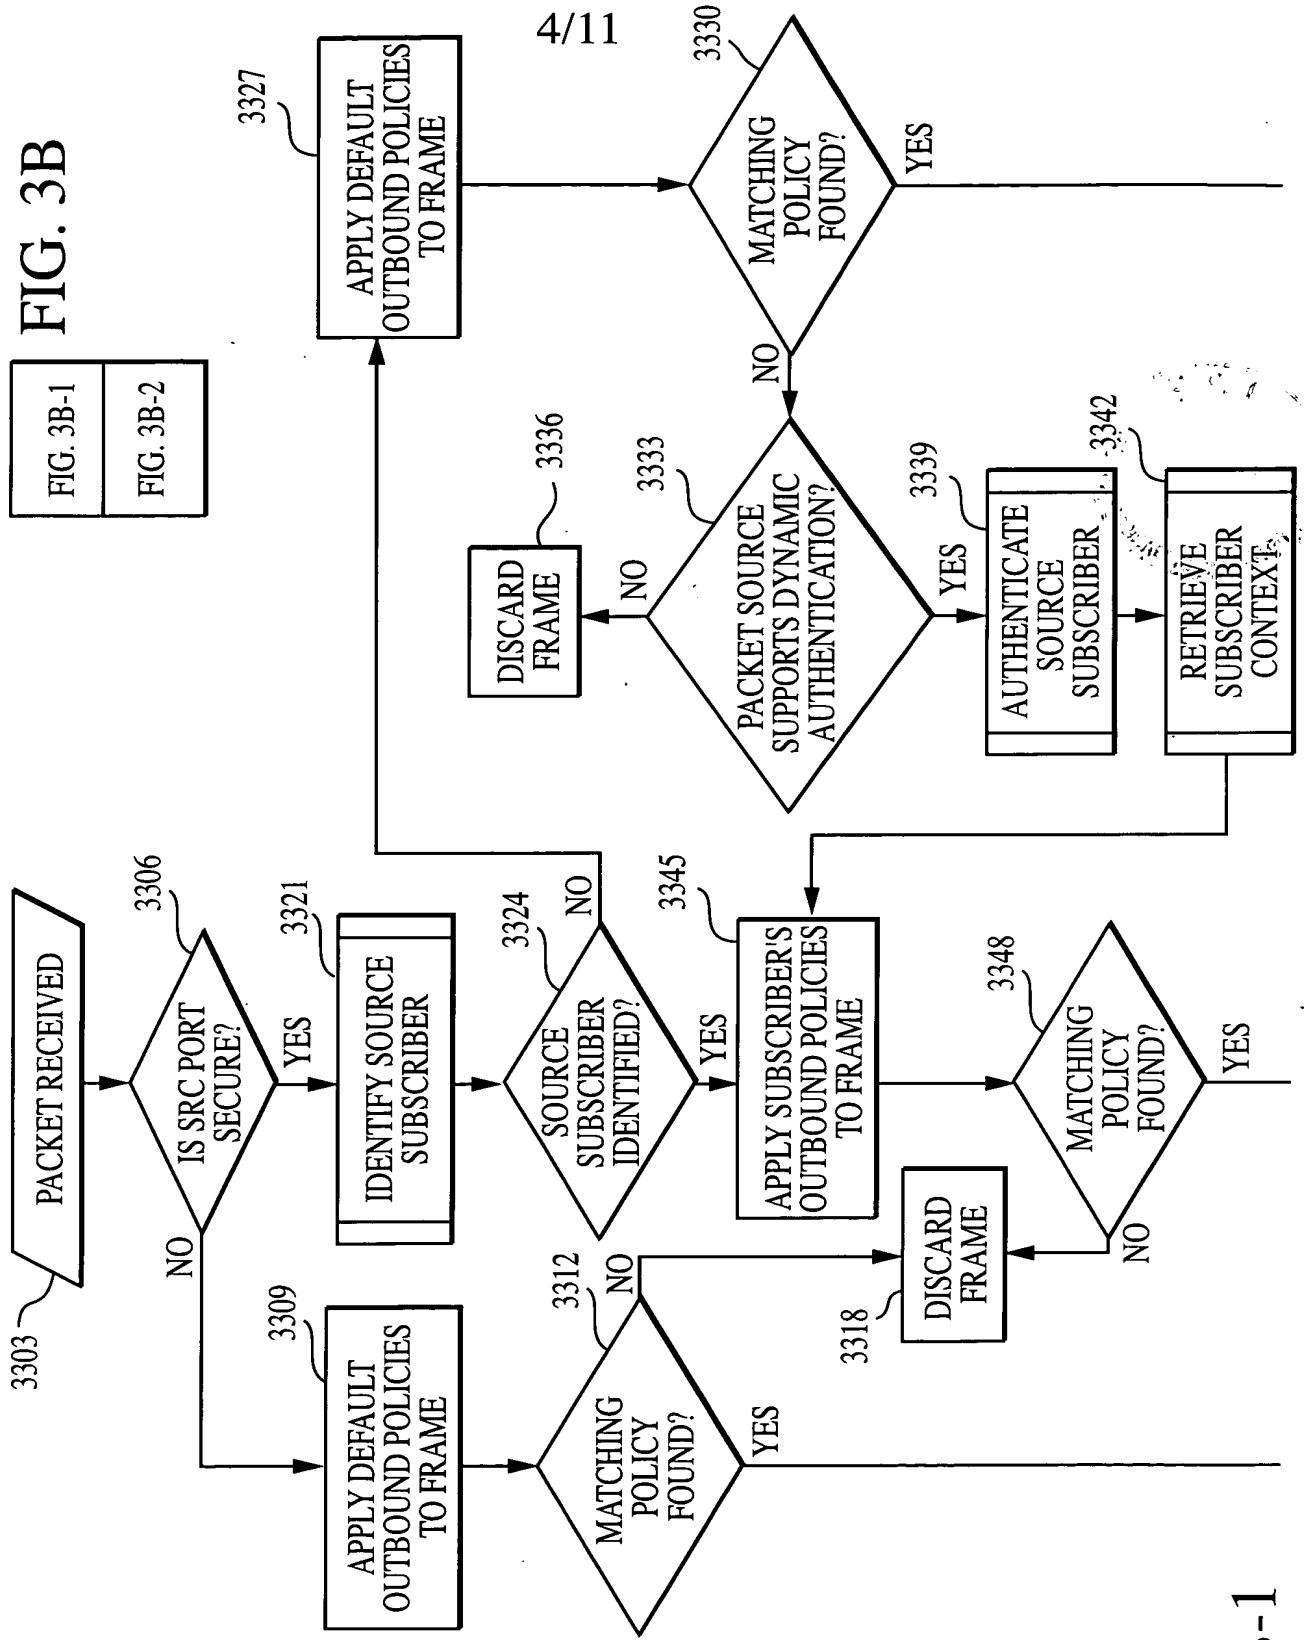 4/11
FIG. 3B
FIG. 3B-1
FIG. 3B-2
PACKET RECEIVED
3303
IS SRC PORT
SECURE?
3306
NO
YES
APPLY DEFAULT
OUTBOUND POLICIES
TO FRAME
3309
IDENTIFY SOURCE
SUBSCRIBER
3321
APPLY DEFAULT
OUTBOUND POLICIES
TO FRAME
3327
MATCHING
POLICY
FOUND?
3312
NO
YES
SOURCE
SUBSCRIBER
IDENTIFIED?
3324
NO
YES
DISCARD
FRAME
3336
NO
PACKET SOURCE
SUPPORTS DYNAMIC
AUTHENTICATION?
3333
YES
MATCHING
POLICY
FOUND?
3330
NO
YES
APPLY SUBSCRIBER'S
OUTBOUND POLICIES
TO FRAME
3345
AUTHENTICATE
SOURCE
SUBSCRIBER
3339
DISCARD
FRAME
3318
MATCHING
POLICY
FOUND?
3348
NO
YES
RETRIEVE
SUBSCRIBER
CONTEXT
3342
-1